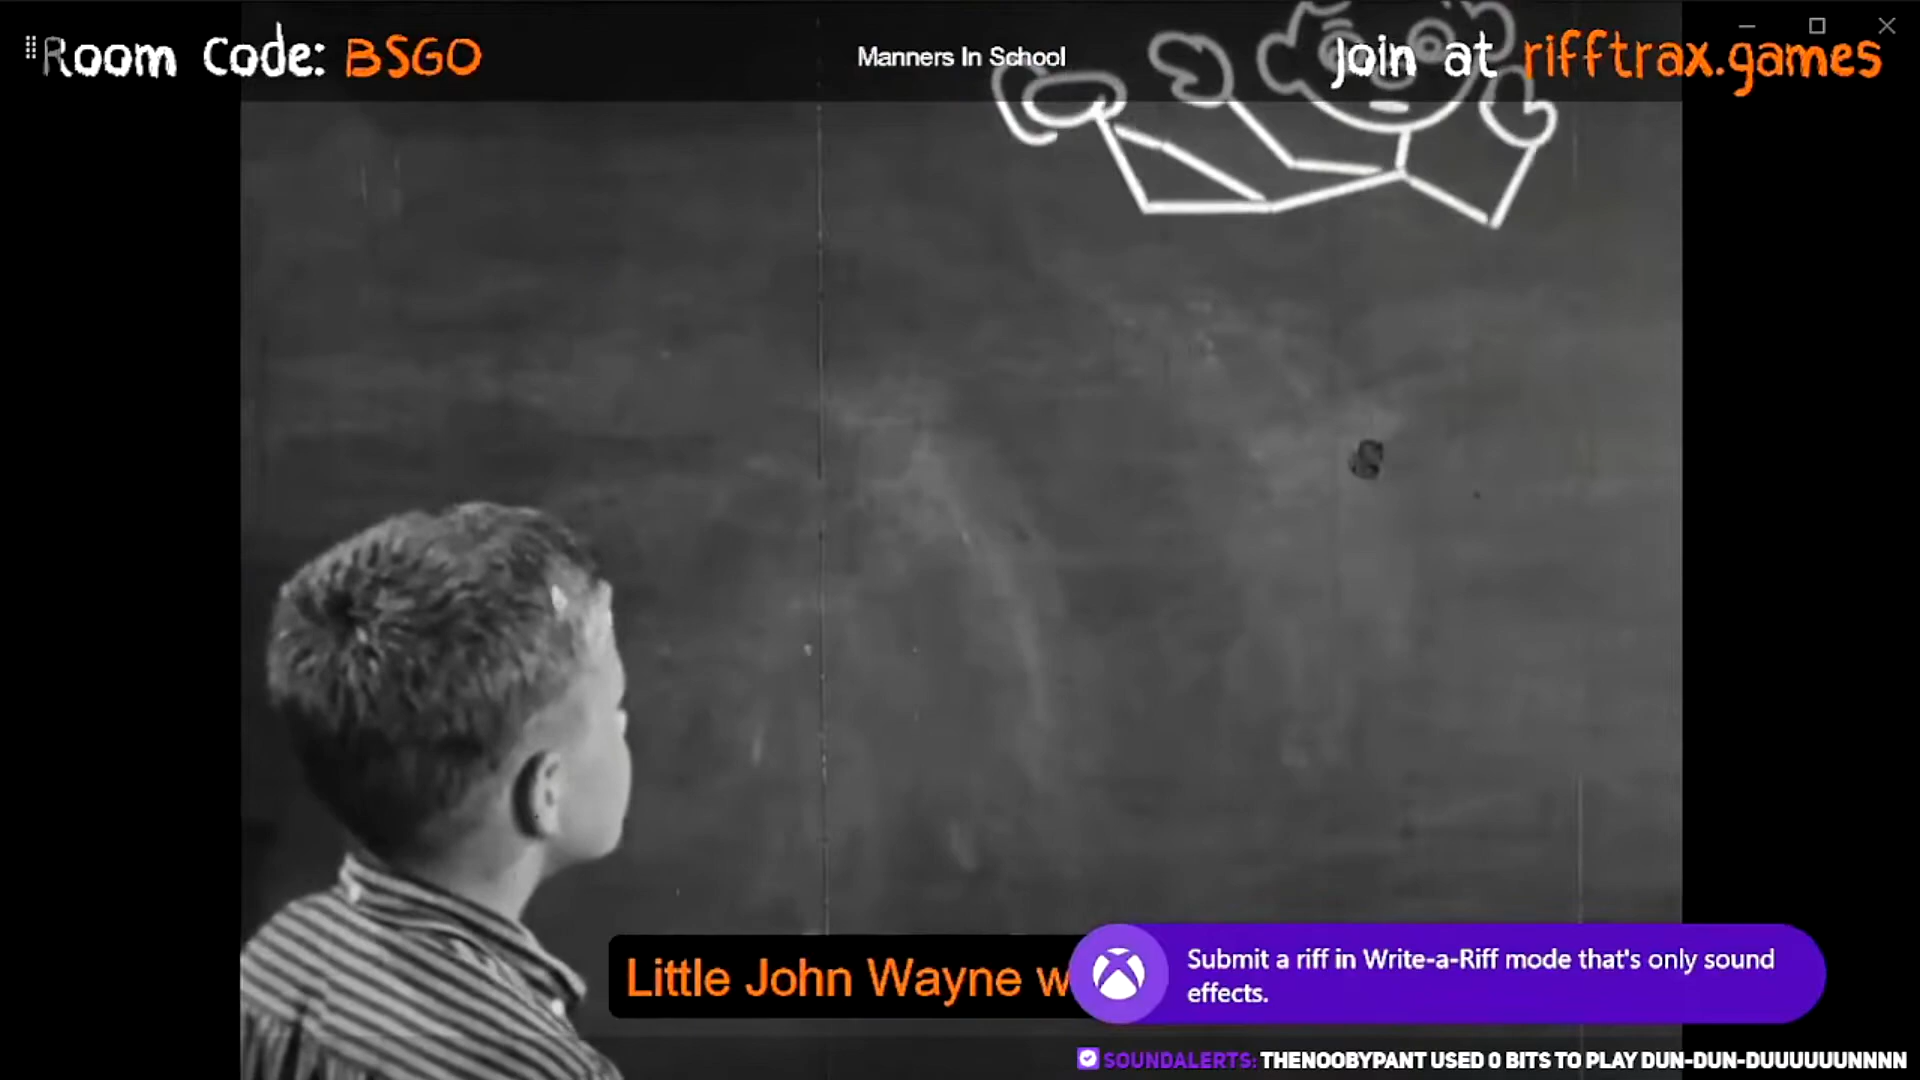 Room Code: BSGO
Manners In School
Join at rifftrax.games
Little John Wayne w
Submit a riff in Write-a-Riff mode that's only sound
effects.
SOUNDALERTS: THENOOBYPANT USED 0 BITS TO PLAY DUN-DUN-DUUUUUUNNNN